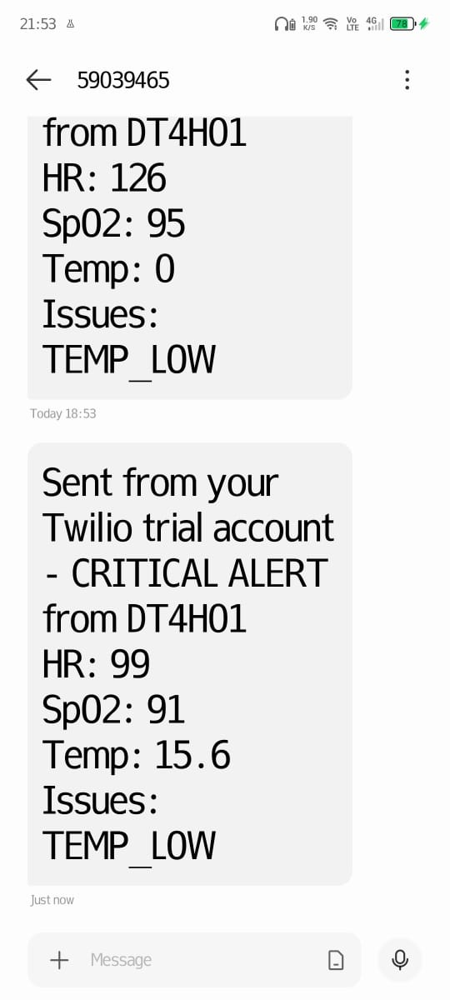 21:53
1.90 K/S
Vo LTE
4G
78
59039465
from DT4H01
HR: 126
SpO2: 95
Temp: 0
Issues:
TEMP_LOW
Today 18:53
Sent from your
Twilio trial account
- CRITICAL ALERT
from DT4H01
HR: 99
SpO2: 91
Temp: 15.6
Issues:
TEMP_LOW
Just now
Message